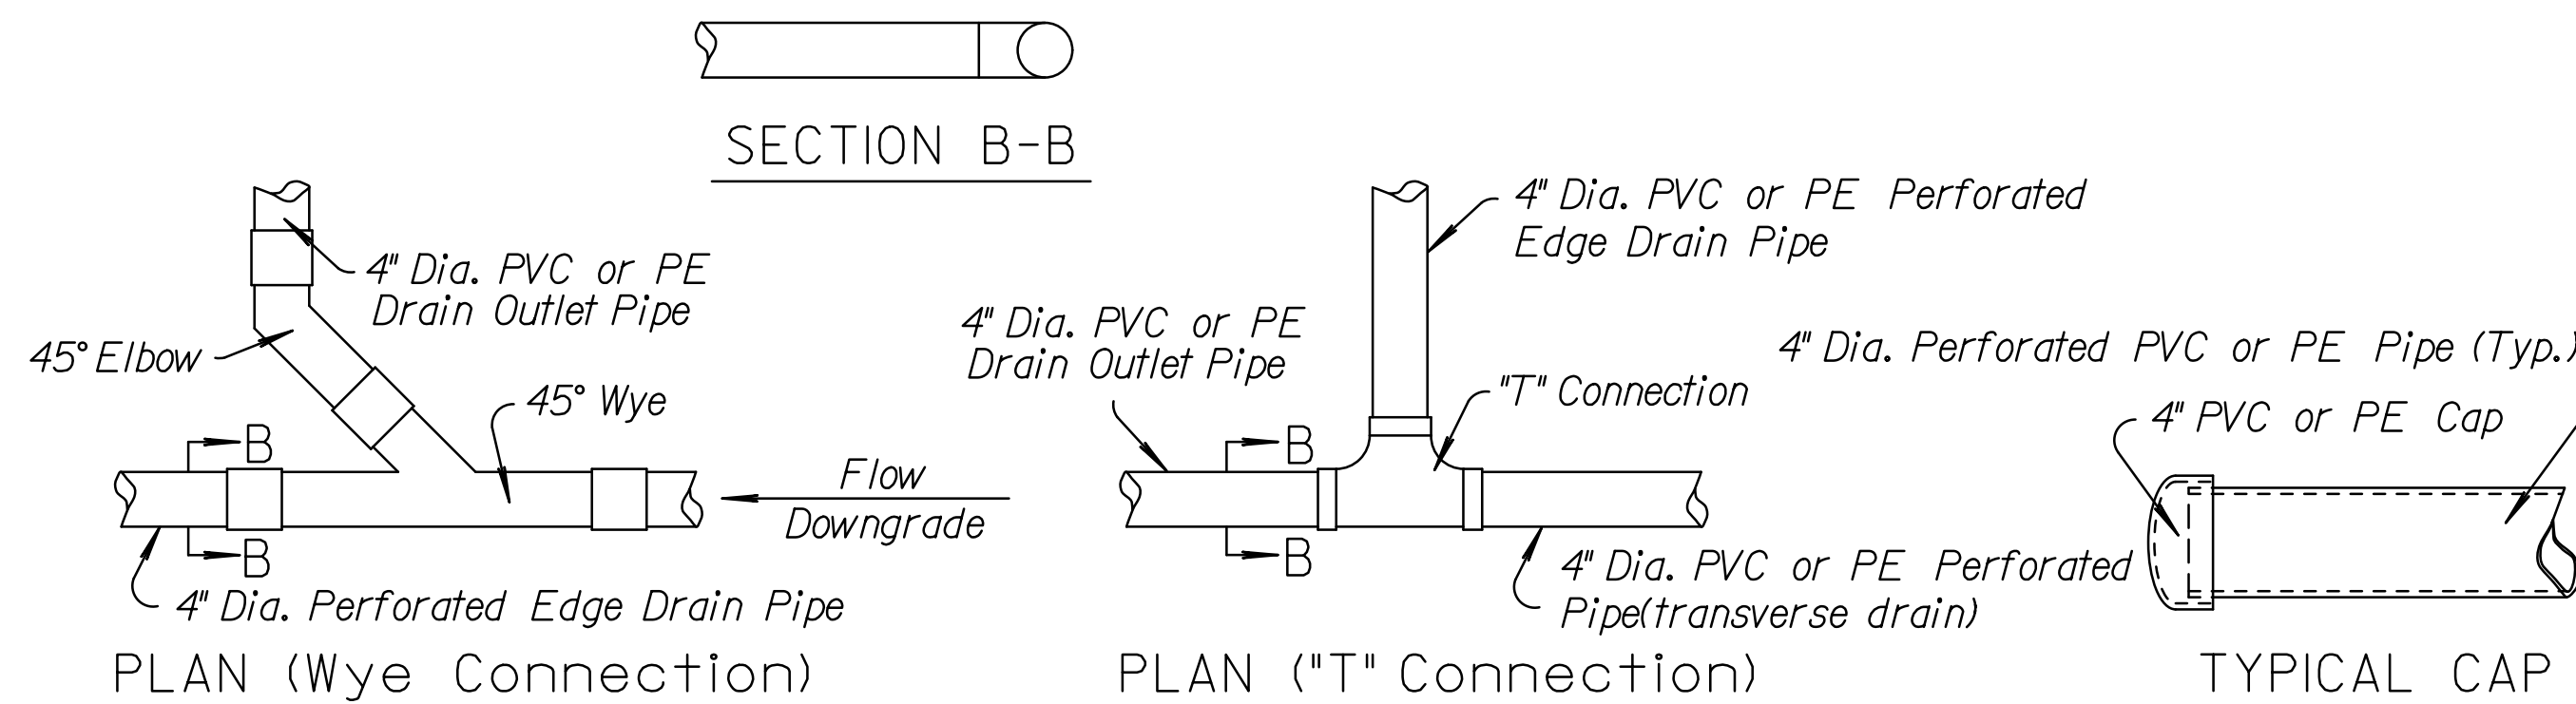 SECTION B-B
4" Dia. PVC or PE
Drain Outlet Pipe
45° Elbow
45° Wye
B
B
Flow
Downgrade
4" Dia. Perforated Edge Drain Pipe
PLAN (Wye Connection)
4" Dia. PVC or PE Perforated
Edge Drain Pipe
4" Dia. PVC or PE
Drain Outlet Pipe
"T" Connection
B
B
4" Dia. PVC or PE Perforated
Pipe(transverse drain)
PLAN ("T" Connection)
4" Dia. Perforated PVC or PE Pipe (Typ.)
4" PVC or PE Cap
TYPICAL CAP